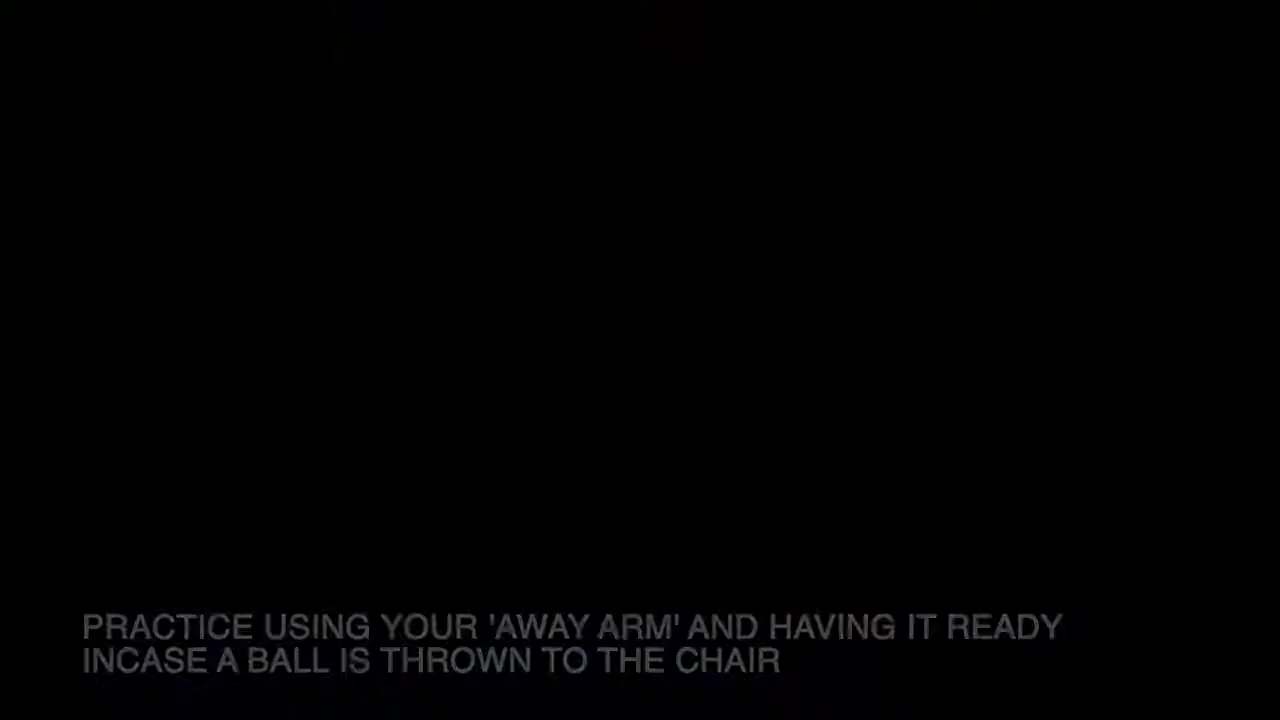 PRACTICE USING YOUR 'AWAY ARM' AND HAVING IT READY
INCASE A BALL IS THROWN TO THE CHAIR